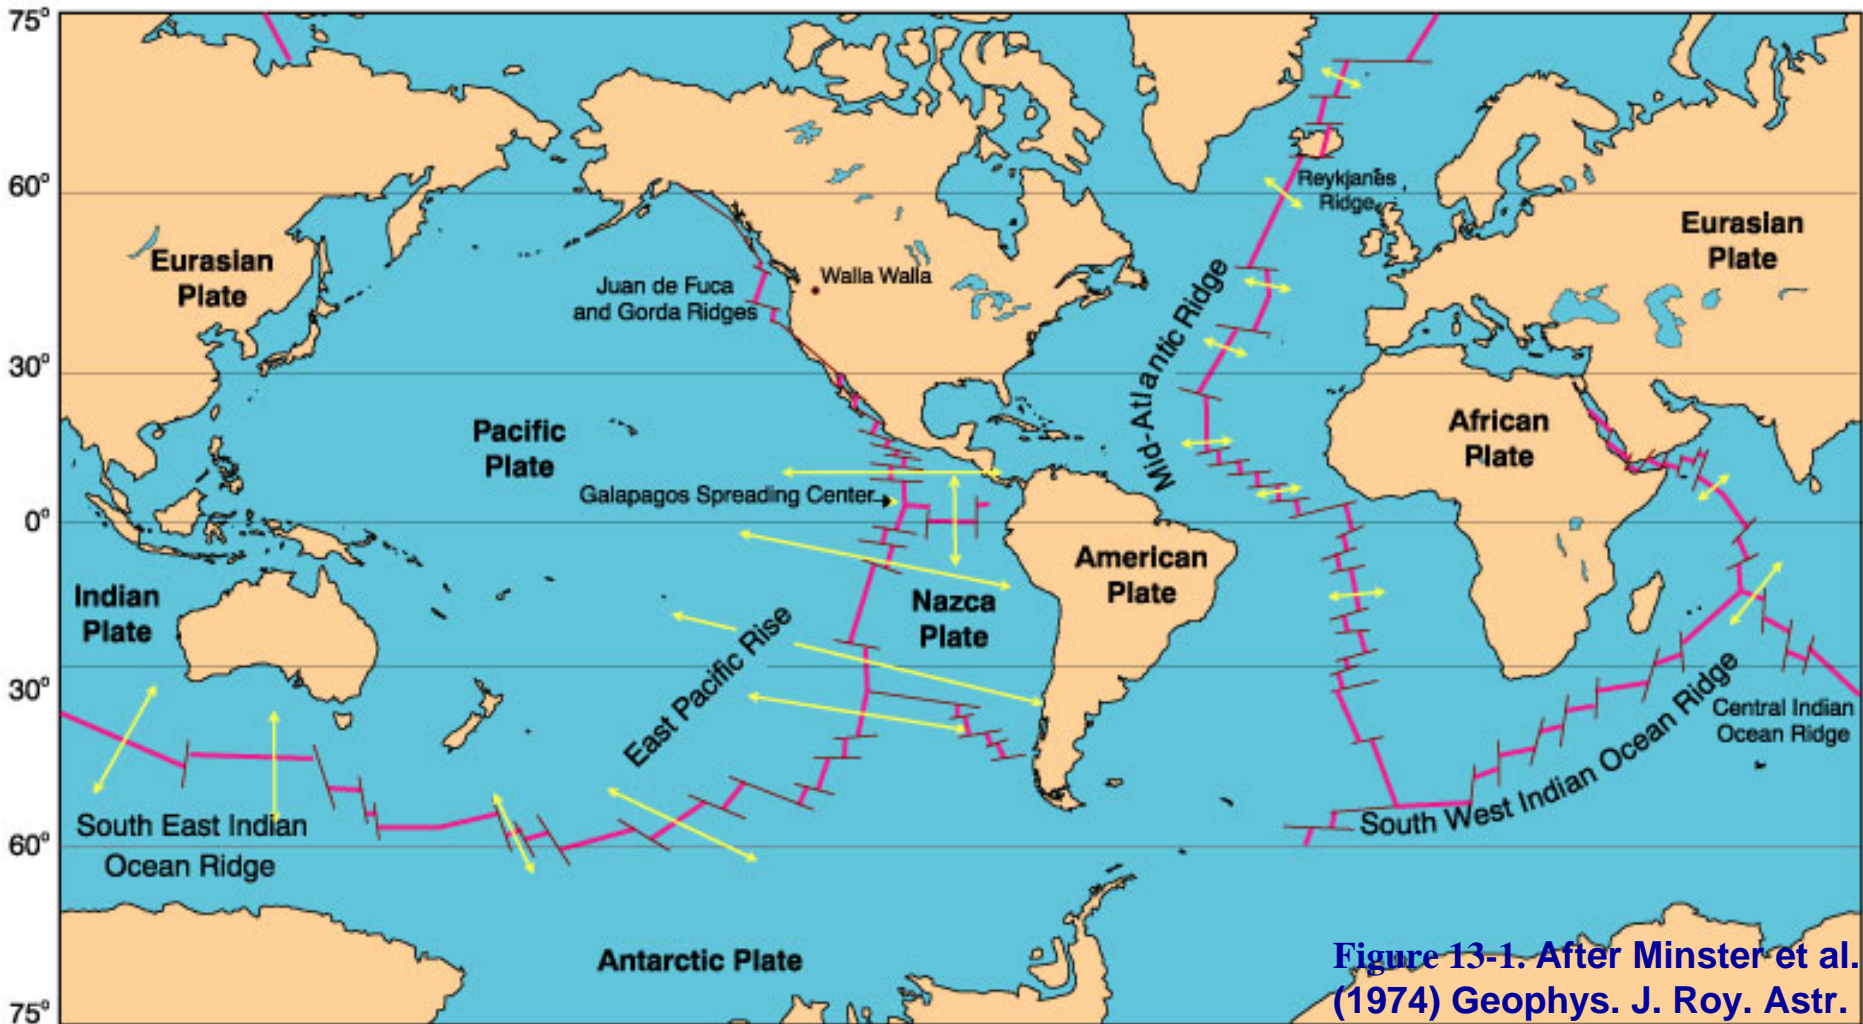 75°
60°
30°
0°
30°
60°
75°
Eurasian
Plate
Juan de Fuca
and Gorda Ridges
Walla Walla
Reykjanes
Ridge
Eurasian
Plate
Mid-Atlantic Ridge
Pacific
Plate
African
Plate
Galapagos Spreading Center
American
Plate
Indian
Plate
Nazca
Plate
East Pacific Rise
Central Indian
Ocean Ridge
South West Indian Ocean Ridge
South East Indian
Ocean Ridge
Antarctic Plate
Figure 13-1. After Minster et al.
(1974) Geophys. J. Roy. Astr.